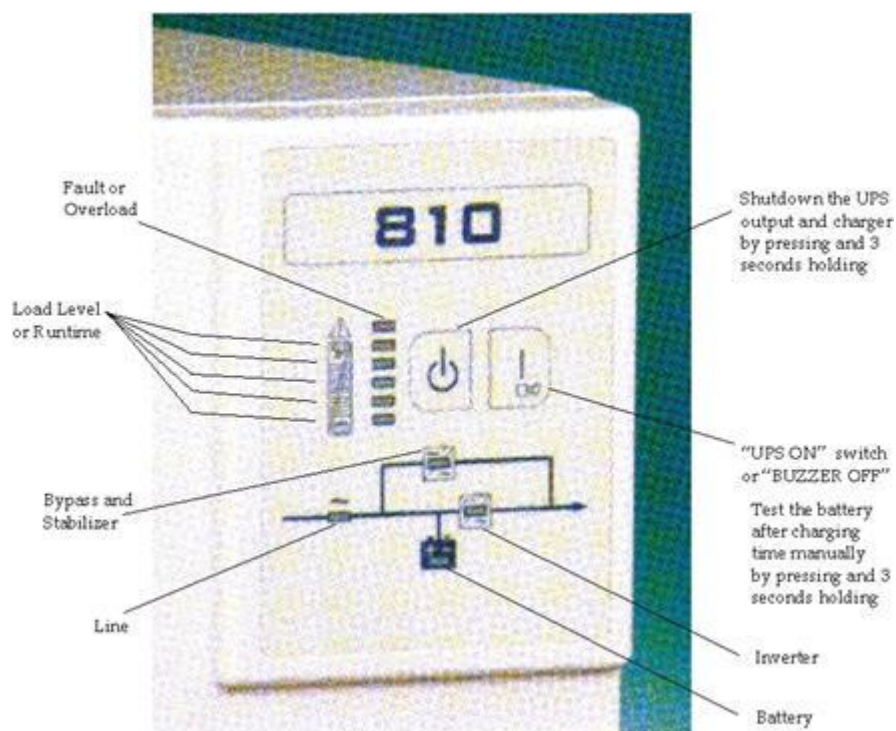 Fault or
Overload
810
Shutdown the UPS
output and charger
by pressing and 3
seconds holding
Load Level
or Runtime
"UPS ON" switch
or "BUZZER OFF"
Test the battery
after charging
time manually
by pressing and 3
seconds holding
Bypass and
Stabilizer
Line
Inverter
Battery